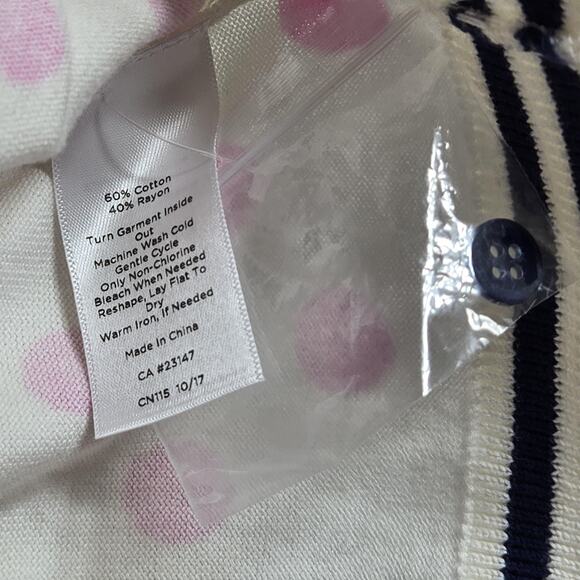 60% Cotton
40% Rayon
Turn Garment Inside
Out
Machine Wash Cold
Gentle Cycle
Only Non-Chlorine
Bleach When Needed
Reshape, Lay Flat To
Dry
Warm Iron, If Needed
Made In China
CA #23147
CN115 10/17